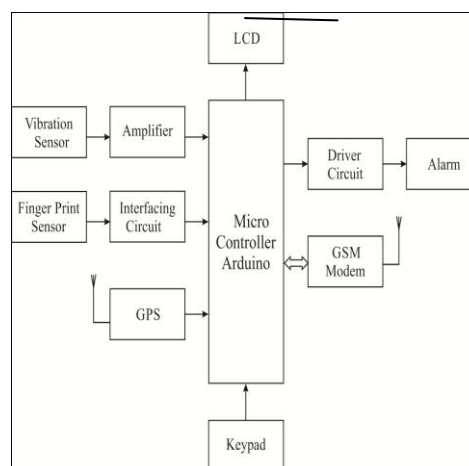 LCD
Vibration
Sensor
Amplifier
Driver
Circuit
Alarm
Finger Print
Sensor
Interfacing
Circuit
Micro
Controller
Arduino
GSM
Modem
GPS
Keypad